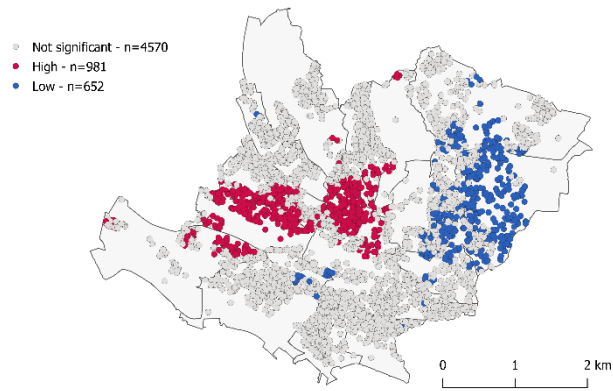 Not significant - n=4570
High - n=981
Low - n=652
0 1 2 km